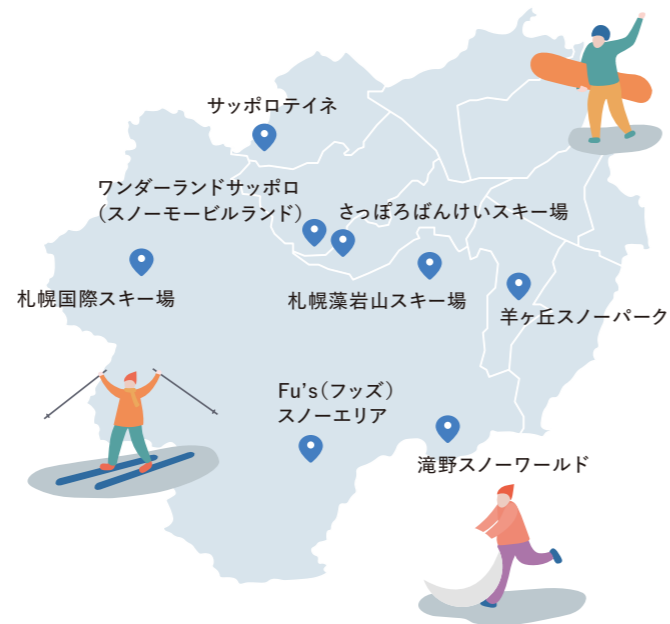 サッポロテイネ
ワンダーランドサッポロ
(スノーモービルランド)
さっぽろばんけいスキー場
札幌国際スキー場
札幌藻岩山スキー場
羊ヶ丘スノーパーク
Fu's(フッズ)
スノーエリア
滝野スノーワールド